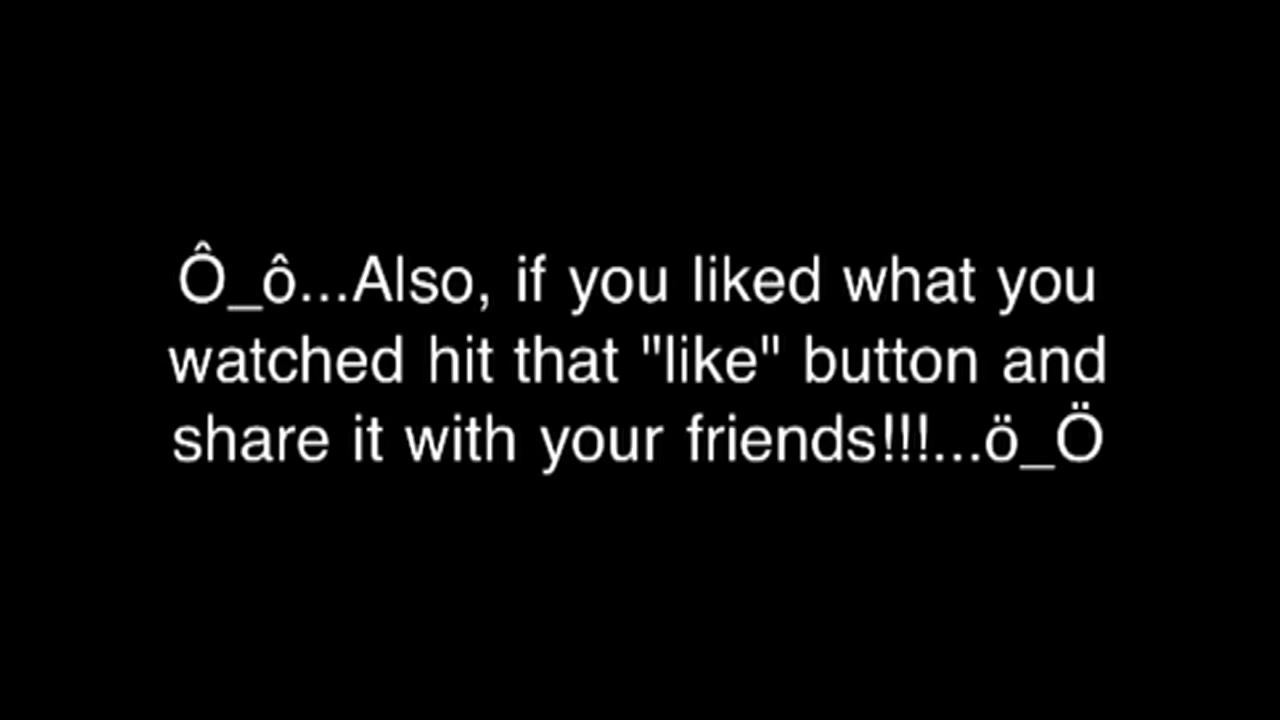 Ô_ô...Also, if you liked what you
watched hit that "like" button and
share it with your friends!!!...ö_Ö